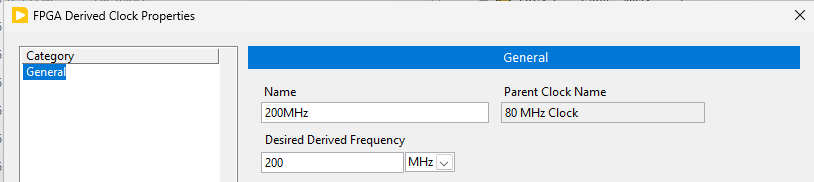 FPGA Derived Clock Properties
Category
General
General
Name
Parent Clock Name
200MHz
80 MHz Clock
Desired Derived Frequency
200
MHz